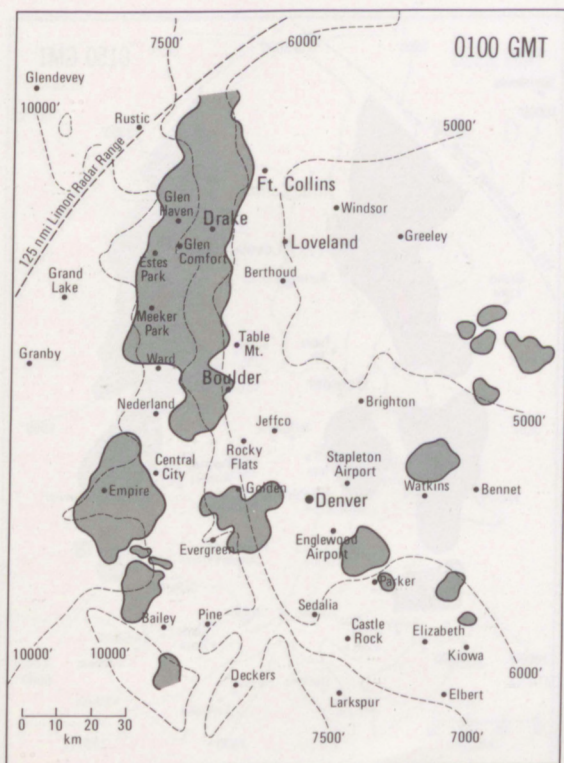 7500'
6000'
0100 GMT
Glendevey
10000'
Rustic
5000'
125 nmi Limon Radar Range
Ft. Collins
Glen
Haven
Windsor
Drake
Greeley
Loveland
Glen
Comfort
Estes
Park
Berthoud
Grand
Lake
Meeker
Park
Table
Mt.
Granby
Ward
Boulder
Nederland
Brighton
5000'
Jeffco
Rocky
Flats
Central
City
Stapleton
Airport
Empire
Golden
Denver
Watkins
Bennet
Englewood
Airport
Evergreen
Parker
Sedalia
Bailey
Pine
Castle
Rock
Elizabeth
Kiowa
10000'
10000'
6000'
Deckers
Larkspur
Elbert
0 10 20 30
km
7500'
7000'